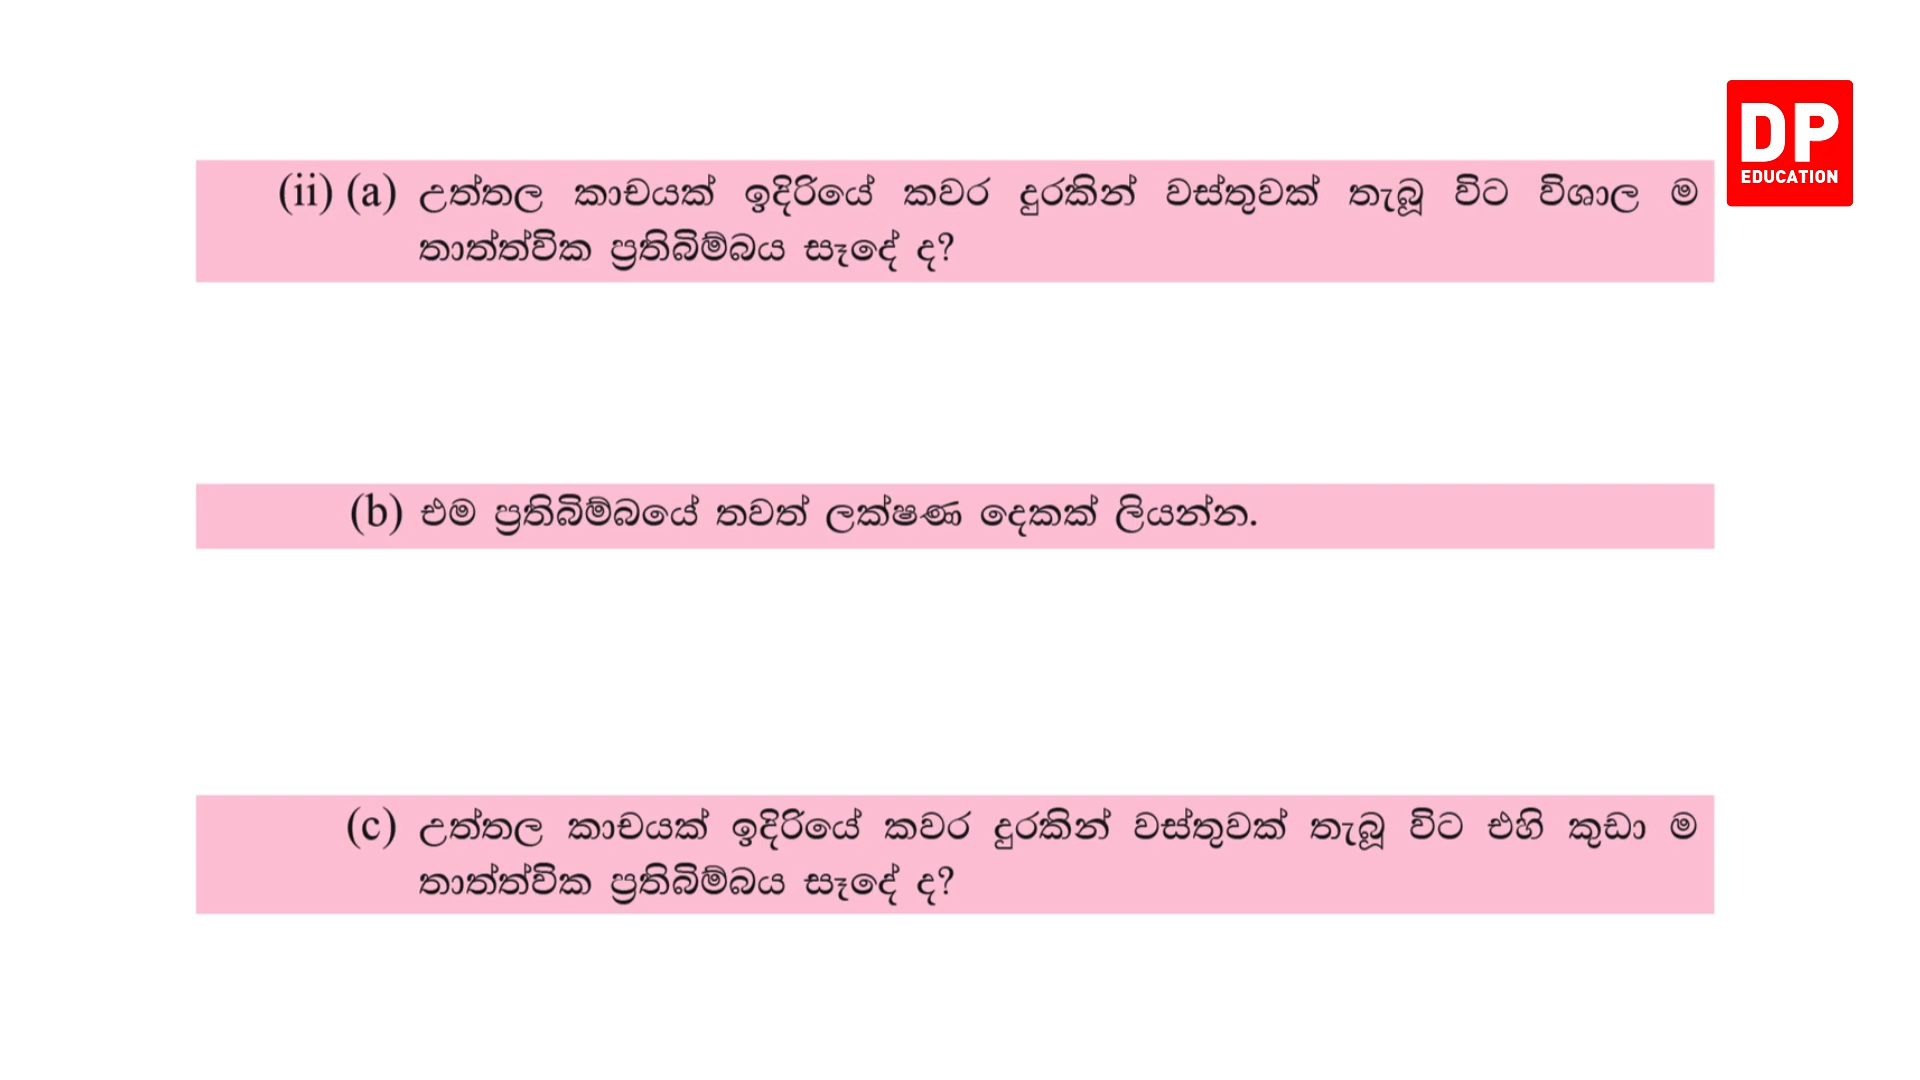 DP
EDUCATION
(ii) (a) උත්තල කාචයක් ඉදිරියේ කවර දුරකින් වස්තුවක් තැබූ විට විශාල ම
තාත්ත්වික ප්‍රතිබිම්බය සෑදේ ද?
(b) එම ප්‍රතිබිම්බයේ තවත් ලක්ෂණ දෙකක් ලියන්න.
(c) උත්තල කාචයක් ඉදිරියේ කවර දුරකින් වස්තුවක් තැබූ විට එහි කුඩා ම
තාත්ත්වික ප්‍රතිබිම්බය සෑදේ ද?